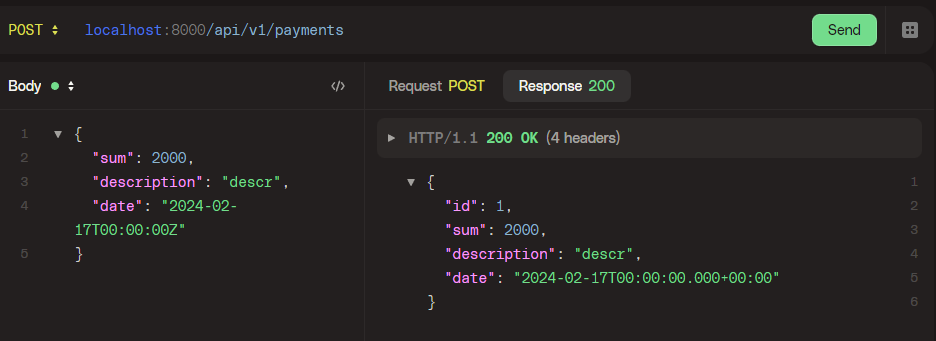 POST localhost:8000/api/v1/payments Send
Body </> Request POST Response 200
1 {
2 "sum": 2000,
3 "description": "descr",
4 "date": "2024-02-
17T00:00:00Z"
5 }
HTTP/1.1 200 OK (4 headers)
{ 1
"id": 1, 2
"sum": 2000, 3
"description": "descr", 4
"date": "2024-02-17T00:00:00.000+00:00" 5
} 6